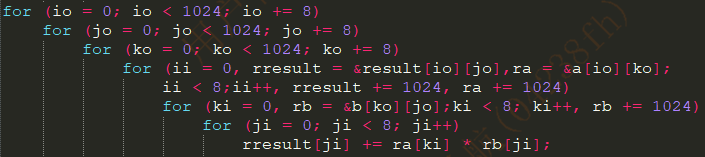 for (io = 0; io < 1024; io += 8)
for (jo = 0; jo < 1024; jo += 8)
for (ko = 0; ko < 1024; ko += 8)
for (ii = 0, rresult = &result[io][jo],ra = &a[io][ko];
ii < 8;ii++, rresult += 1024, ra += 1024)
for (ki = 0, rb = &b[ko][jo];ki < 8; ki++, rb += 1024)
for (ji = 0; ji < 8; ji++)
rresult[ji] += ra[ki] * rb[ji];